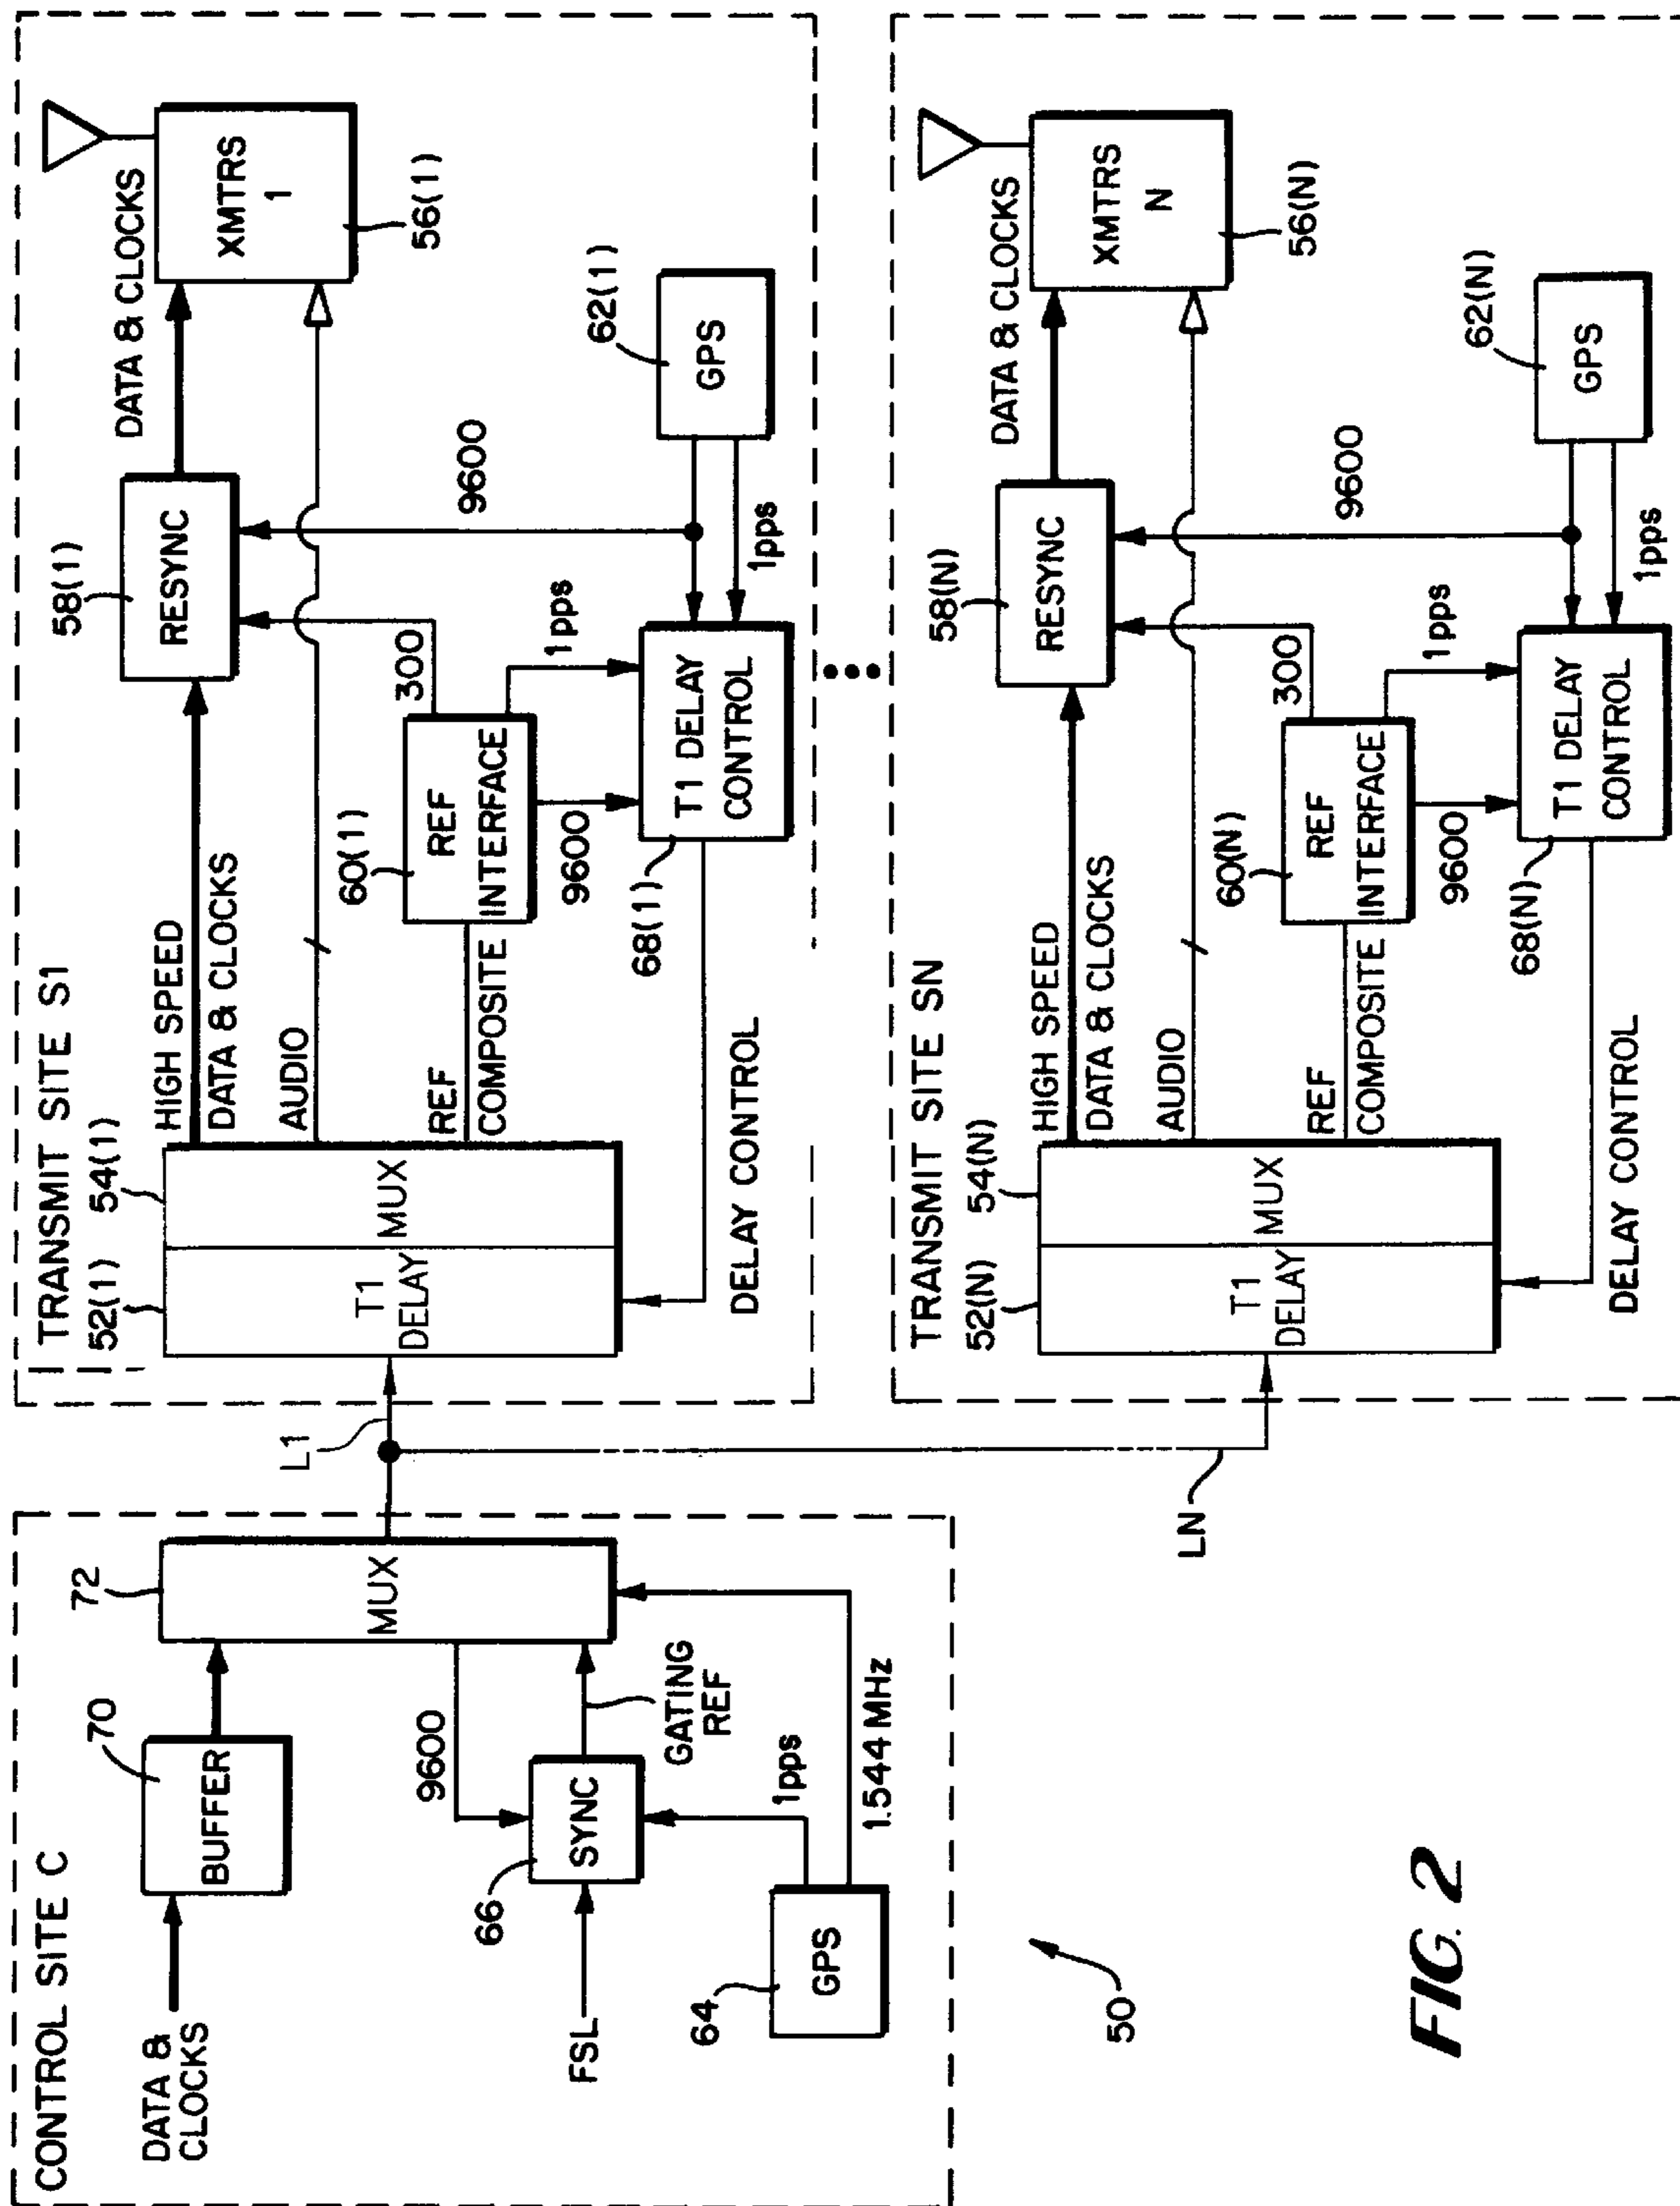 CONTROL SITE C
DATA &
CLOCKS
70
BUFFER
72
MUX
9600
66
SYNC
FSL
GATING
REF
1pps
64
GPS
1.544 MHz
50
L1
LN
TRANSMIT SITE S1
52(1)
54(1)
T1
DELAY
MUX
HIGH SPEED
DATA & CLOCKS
AUDIO
REF
COMPOSITE
DELAY CONTROL
58(1)
RESYNC
60(1)
REF
INTERFACE
300
1pps
9600
68(1)
T1 DELAY
CONTROL
9600
1pps
62(1)
GPS
DATA & CLOCKS
XMTRS
1
56(1)
TRANSMIT SITE SN
52(N)
54(N)
T1
DELAY
MUX
HIGH SPEED
DATA & CLOCKS
AUDIO
REF
COMPOSITE
DELAY CONTROL
58(N)
RESYNC
60(N)
REF
INTERFACE
300
1pps
9600
68(N)
T1 DELAY
CONTROL
9600
1pps
62(N)
GPS
DATA & CLOCKS
XMTRS
N
56(N)
FIG. 2